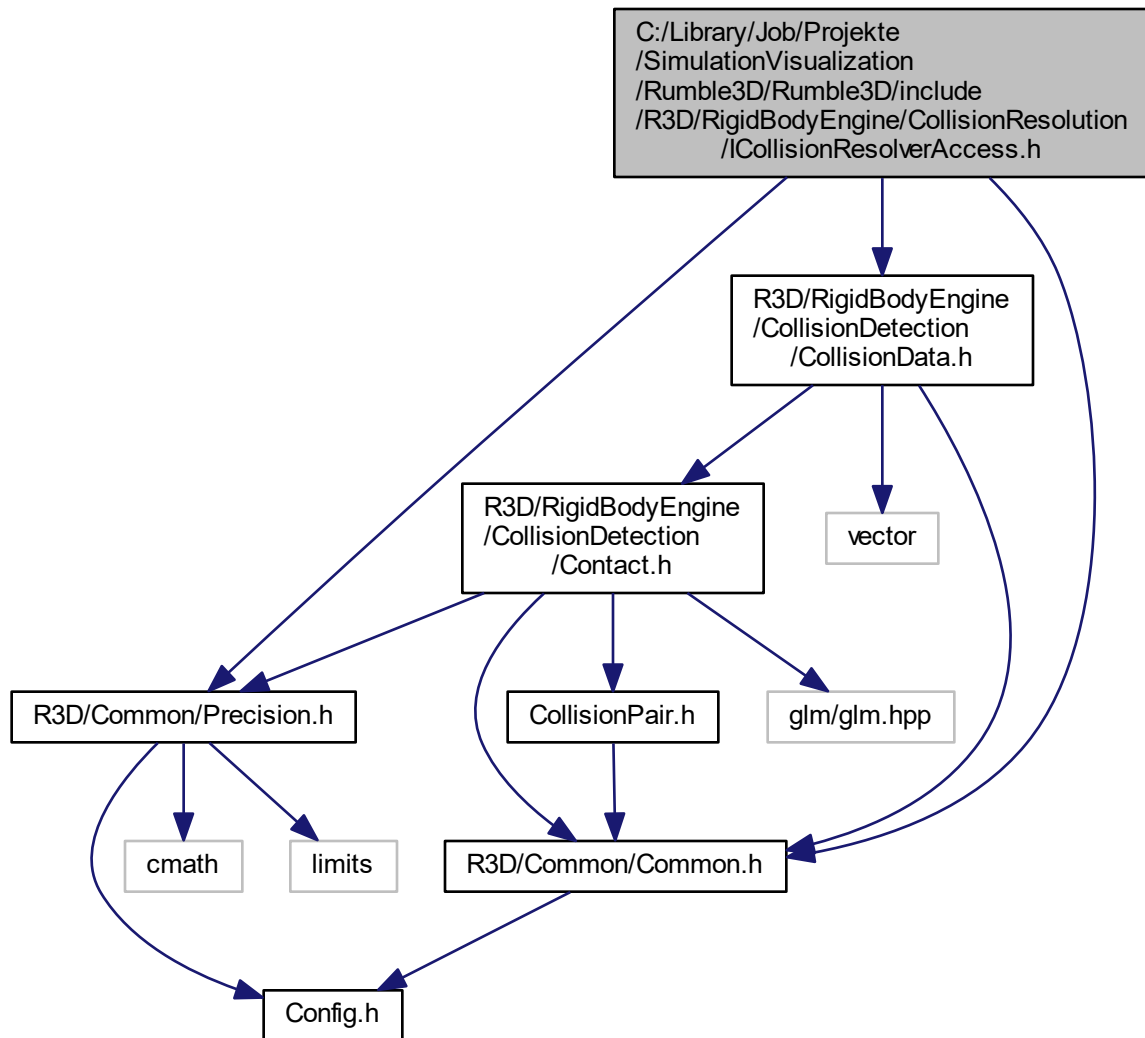 C:/Library/Job/Projekte
/SimulationVisualization
/Rumble3D/Rumble3D/include
/R3D/RigidBodyEngine/CollisionResolution
/ICollisionResolverAccess.h
R3D/RigidBodyEngine
/CollisionDetection
/CollisionData.h
R3D/RigidBodyEngine
/CollisionDetection
/Contact.h
vector
R3D/Common/Precision.h
CollisionPair.h
glm/glm.hpp
cmath
limits
R3D/Common/Common.h
Config.h